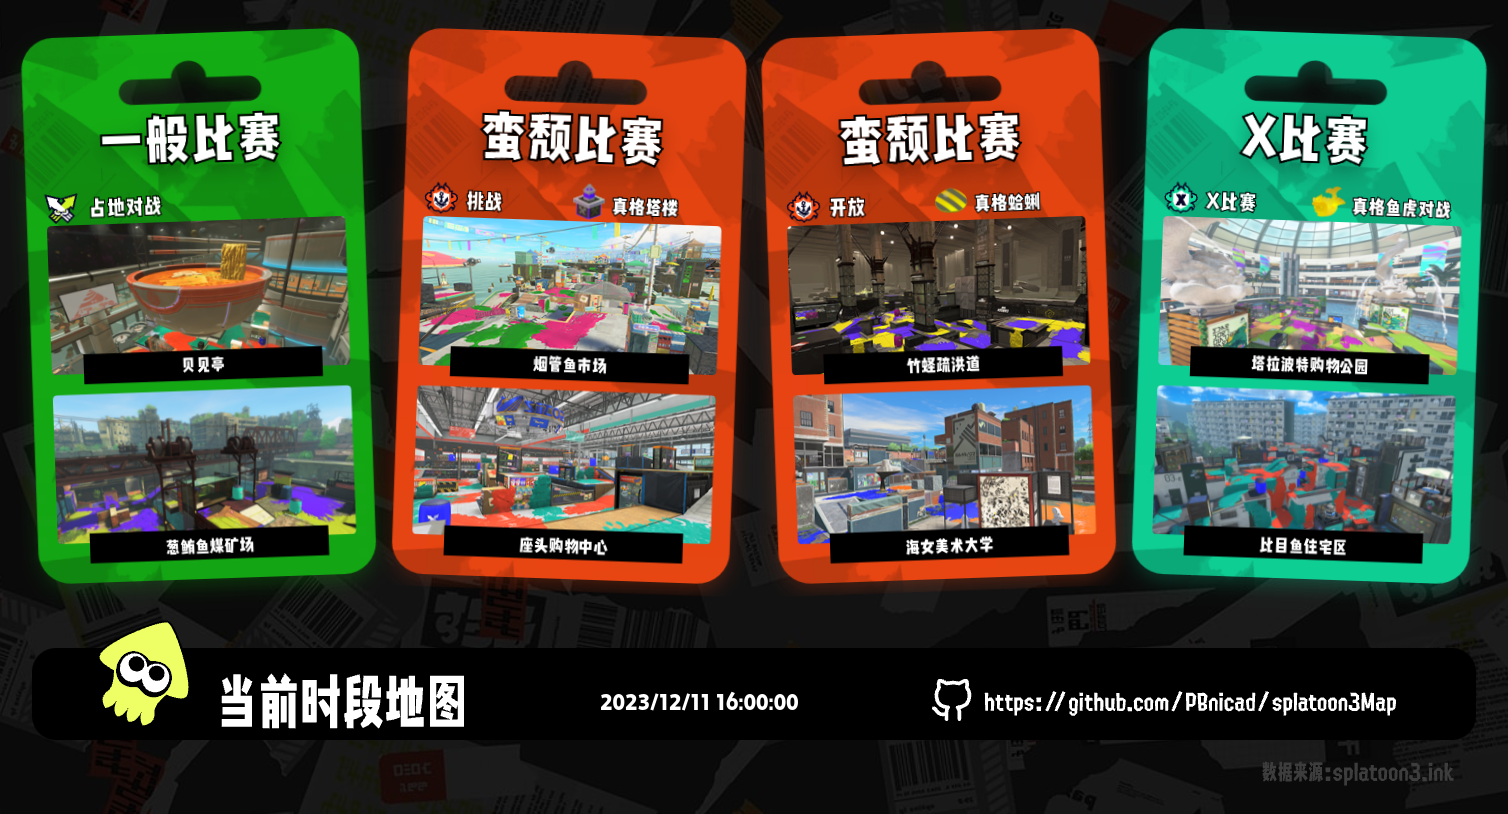 一般比赛
占地对战
贝见亭
葱鲔鱼煤矿场
蛮颓比赛
挑战
真格塔楼
烟管鱼市场
座头购物中心
蛮颓比赛
开放
真格蛤蜊
竹蛏疏洪道
海女美术大学
X比赛
X比赛
真格鱼虎对战
塔拉波特购物公园
比目鱼住宅区
当前时段地图
2023/12/11 16:00:00
https://github.com/PBnicad/splatoon3Map
数据来源:splatoon3.ink